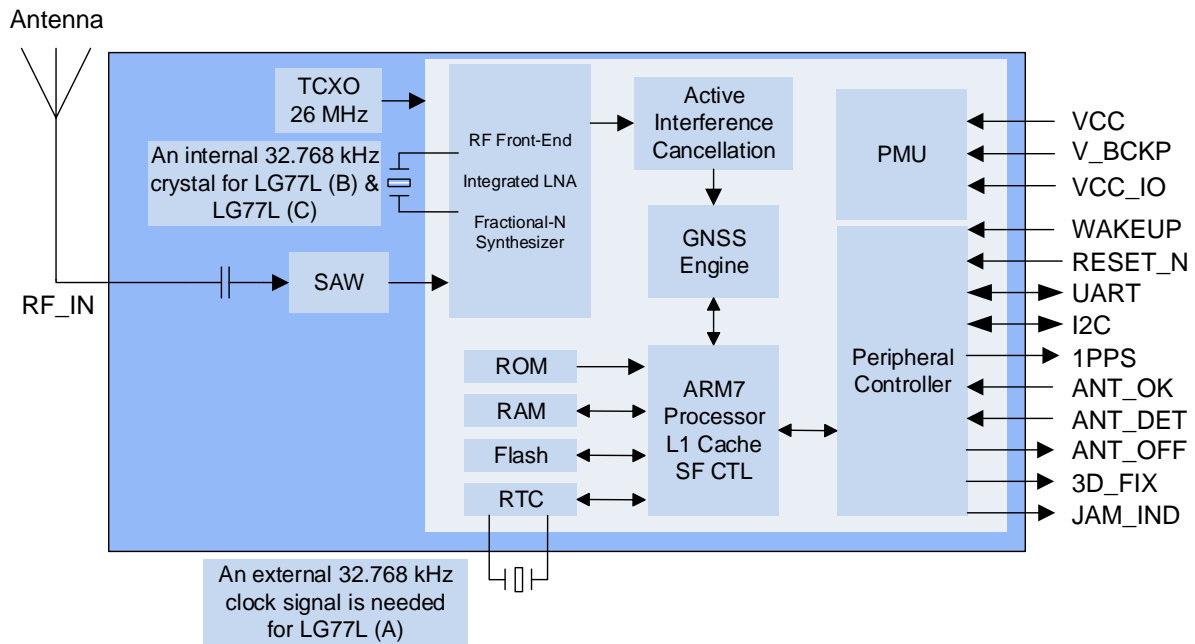 Antenna
TCXO
26 MHz
An internal 32.768 kHz
crystal for LG77L (B) &
LG77L (C)
RF_IN
SAW
RF Front-End
Integrated LNA
Fractional-N
Synthesizer
Active
Interference
Cancellation
GNSS
Engine
ROM
RAM
Flash
RTC
ARM7
Processor
L1 Cache
SF CTL
PMU
Peripheral
Controller
VCC
V_BCKP
VCC_IO
WAKEUP
RESET_N
UART
I2C
1PPS
ANT_OK
ANT_DET
ANT_OFF
3D_FIX
JAM_IND
An external 32.768 kHz
clock signal is needed
for LG77L (A)